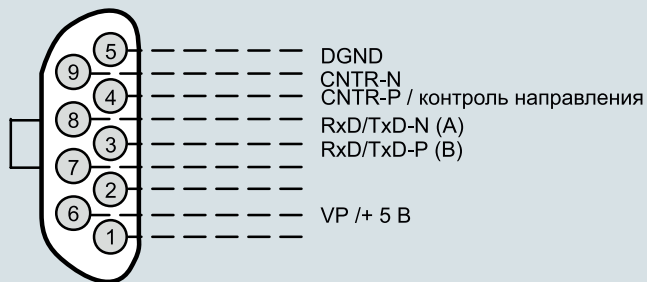 5 DGND
9 CNTR-N
4 CNTR-P / контроль направления
8 RxD/TxD-N (A)
3 RxD/TxD-P (B)
7
2
6 VP /+ 5 В
1